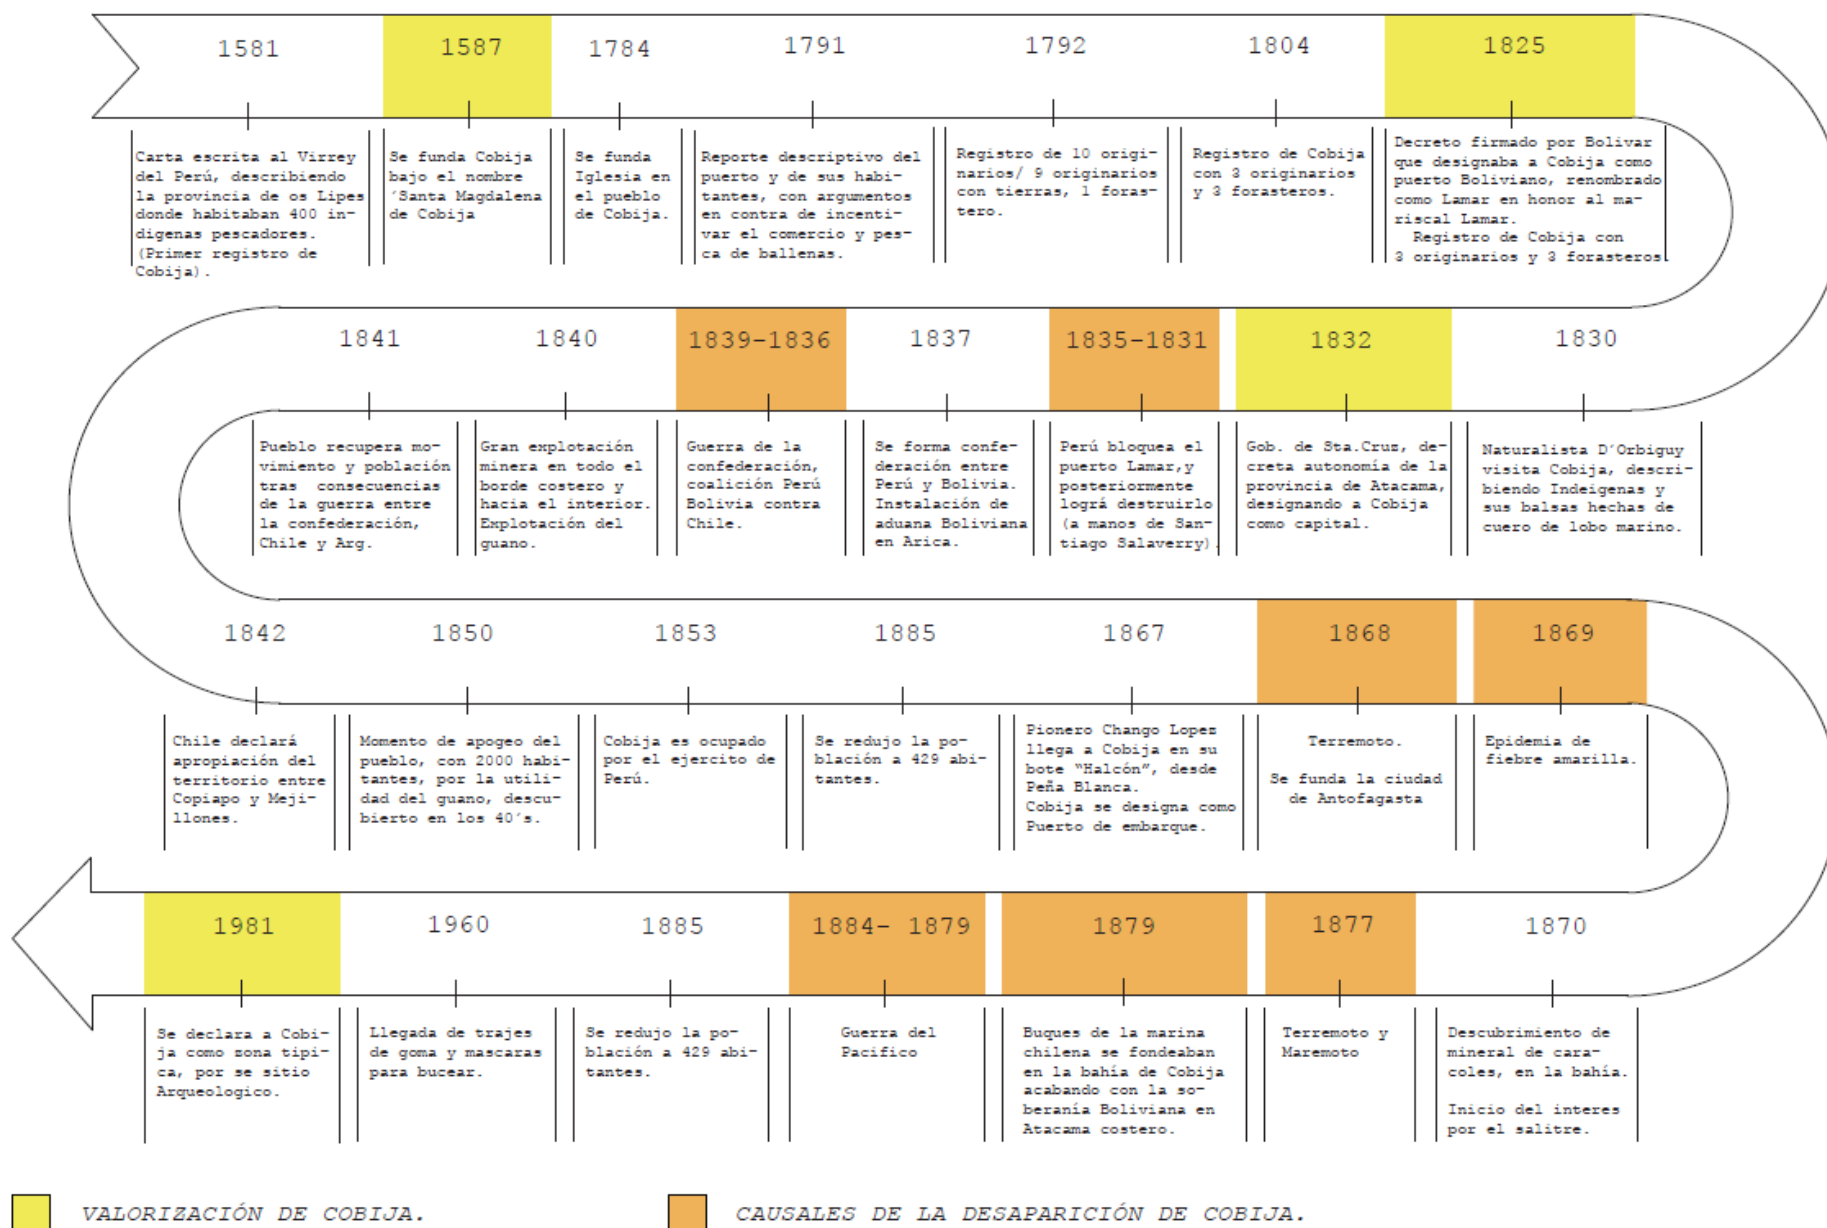 1581
Carta escrita al Virrey
del Perú, describiendo
la provincia de os Lipes
donde habitaban 400 in-
digenas pescadores.
(Primer registro de
Cobija).
1587
Se funda Cobija
bajo el nombre
´Santa Magdalena
de Cobija
1784
Se funda
Iglesia en
el pueblo
de Cobija.
1791
Reporte descriptivo del
puerto y de sus habi-
tantes, con argumentos
en contra de incenti-
var el comercio y pes-
ca de ballenas.
1792
Registro de 10 origi-
narios/ 9 originarios
con tierras, 1 foras-
tero.
1804
Registro de Cobija
con 3 originarios
y 3 forasteros.
1825
Decreto firmado por Bolivar
que designaba a Cobija como
puerto Boliviano, renombrado
como Lamar en honor al ma-
riscal Lamar.
Registro de Cobija con
3 originarios y 3 forasteros.
1841
Pueblo recupera mo-
vimiento y población
tras consecuencias
de la guerra entre
la confederación,
Chile y Arg.
1840
Gran explotación
minera en todo el
borde costero y
hacia el interior.
Explotación del
guano.
1839-1836
Guerra de la
confederación,
coalición Perú
Bolivia contra
Chile.
1837
Se forma confe-
deración entre
Perú y Bolivia.
Instalación de
aduana Boliviana
en Arica.
1835-1831
Perú bloquea el
puerto Lamar,y
posteriormente
lográ destruirlo
(a manos de San-
tiago Salaverry).
1832
Gob. de Sta.Cruz, de-
creta autonomía de la
provincia de Atacama,
designando a Cobija
como capital.
1830
Naturalista D´Orbiguy
visita Cobija, descri-
biendo Indeigenas y
sus balsas hechas de
cuero de lobo marino.
1842
Chile declará
apropiación del
territorio entre
Copiapo y Meji-
llones.
1850
Momento de apogeo del
pueblo, con 2000 habi-
tantes, por la utili-
dad del guano, descu-
bierto en los 40´s.
1853
Cobija es ocupado
por el ejercito de
Perú.
1885
Se redujo la po-
blación a 429 abi-
tantes.
1867
Pionero Chango Lopez
llega a Cobija en su
bote "Halcón", desde
Peña Blanca.
Cobija se designa como
Puerto de embarque.
1868
Terremoto.
Se funda la ciudad
de Antofagasta
1869
Epidemia de
fiebre amarilla.
1981
Se declara a Cobi-
ja como zona tipi-
ca, por se sitio
Arqueologico.
1960
Llegada de trajes
de goma y mascaras
para bucear.
1885
Se redujo la po-
blación a 429 abi-
tantes.
1884- 1879
Guerra del
Pacifico
1879
Buques de la marina
chilena se fondeaban
en la bahía de Cobija
acabando con la so-
beranía Boliviana en
Atacama costero.
1877
Terremoto y
Maremoto
1870
Descubrimiento de
mineral de cara-
coles, en la bahía.
Inicio del interes
por el salitre.
VALORIZACIÓN DE COBIJA.
CAUSALES DE LA DESAPARICIÓN DE COBIJA.